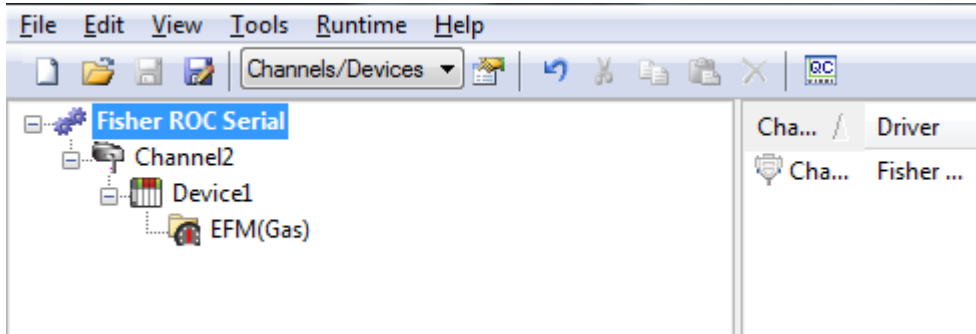 File Edit View Tools Runtime Help
Channels/Devices QC
Fisher ROC Serial
Channel2
Device1
EFM(Gas)
Cha... Driver
Cha... Fisher ...